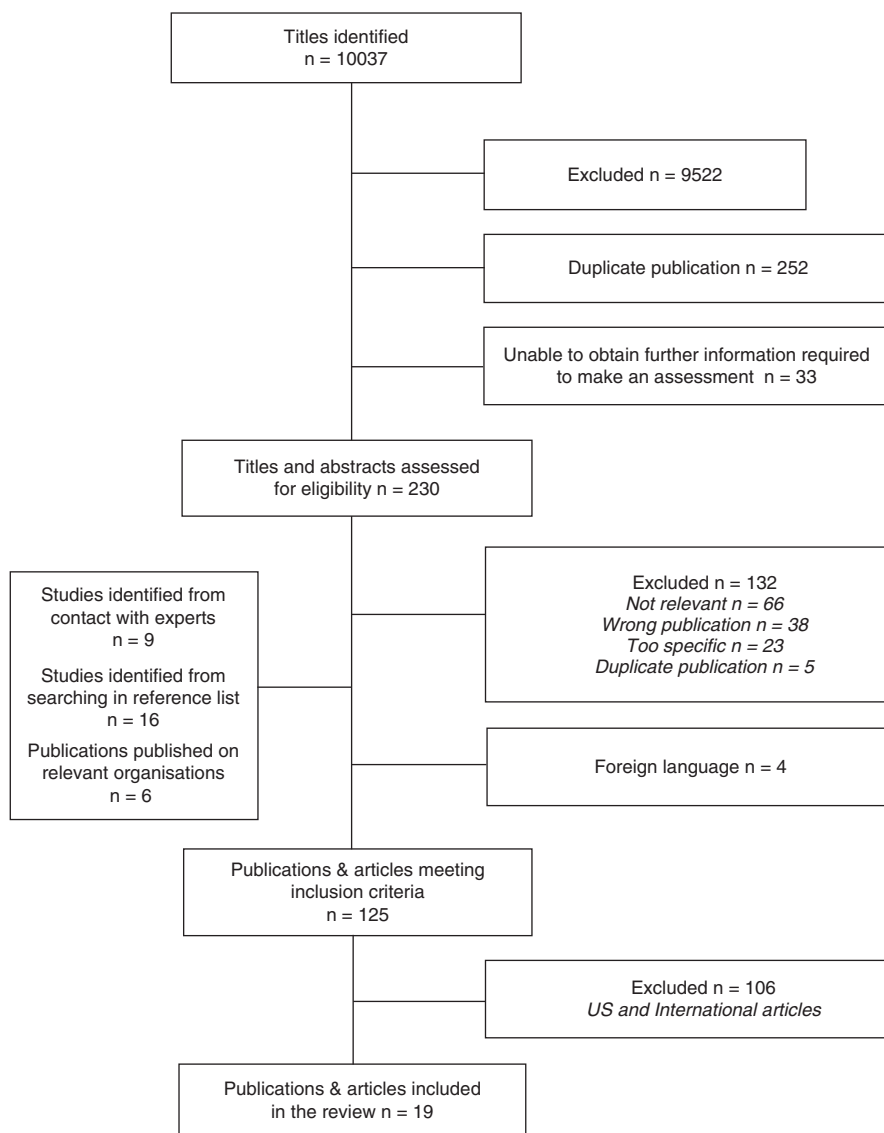 Titles identified
n = 10037
Excluded n = 9522
Duplicate publication n = 252
Unable to obtain further information required
to make an assessment n = 33
Titles and abstracts assessed
for eligibility n = 230
Studies identified from
contact with experts
n = 9
Studies identified from
searching in reference list
n = 16
Publications published on
relevant organisations
n = 6
Excluded n = 132
Not relevant n = 66
Wrong publication n = 38
Too specific n = 23
Duplicate publication n = 5
Foreign language n = 4
Publications & articles meeting
inclusion criteria
n = 125
Excluded n = 106
US and International articles
Publications & articles included
in the review n = 19